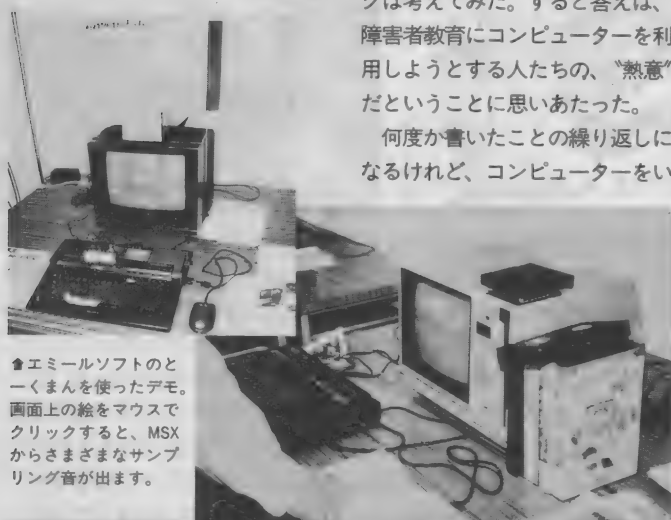 クは考えてみた。すると答えは、
障害者教育にコンピューターを利
用しようとする人たちの、〝熱意〟
だということに思いあたった。
何度か書いたことの繰り返しに
なるけれど、コンピューターをい
⬆エミールソフトのと
ーくまんを使ったデモ。
画面上の絵をマウスで
クリックすると、MSX
からさまざまなサンプ
リング音が出ます。